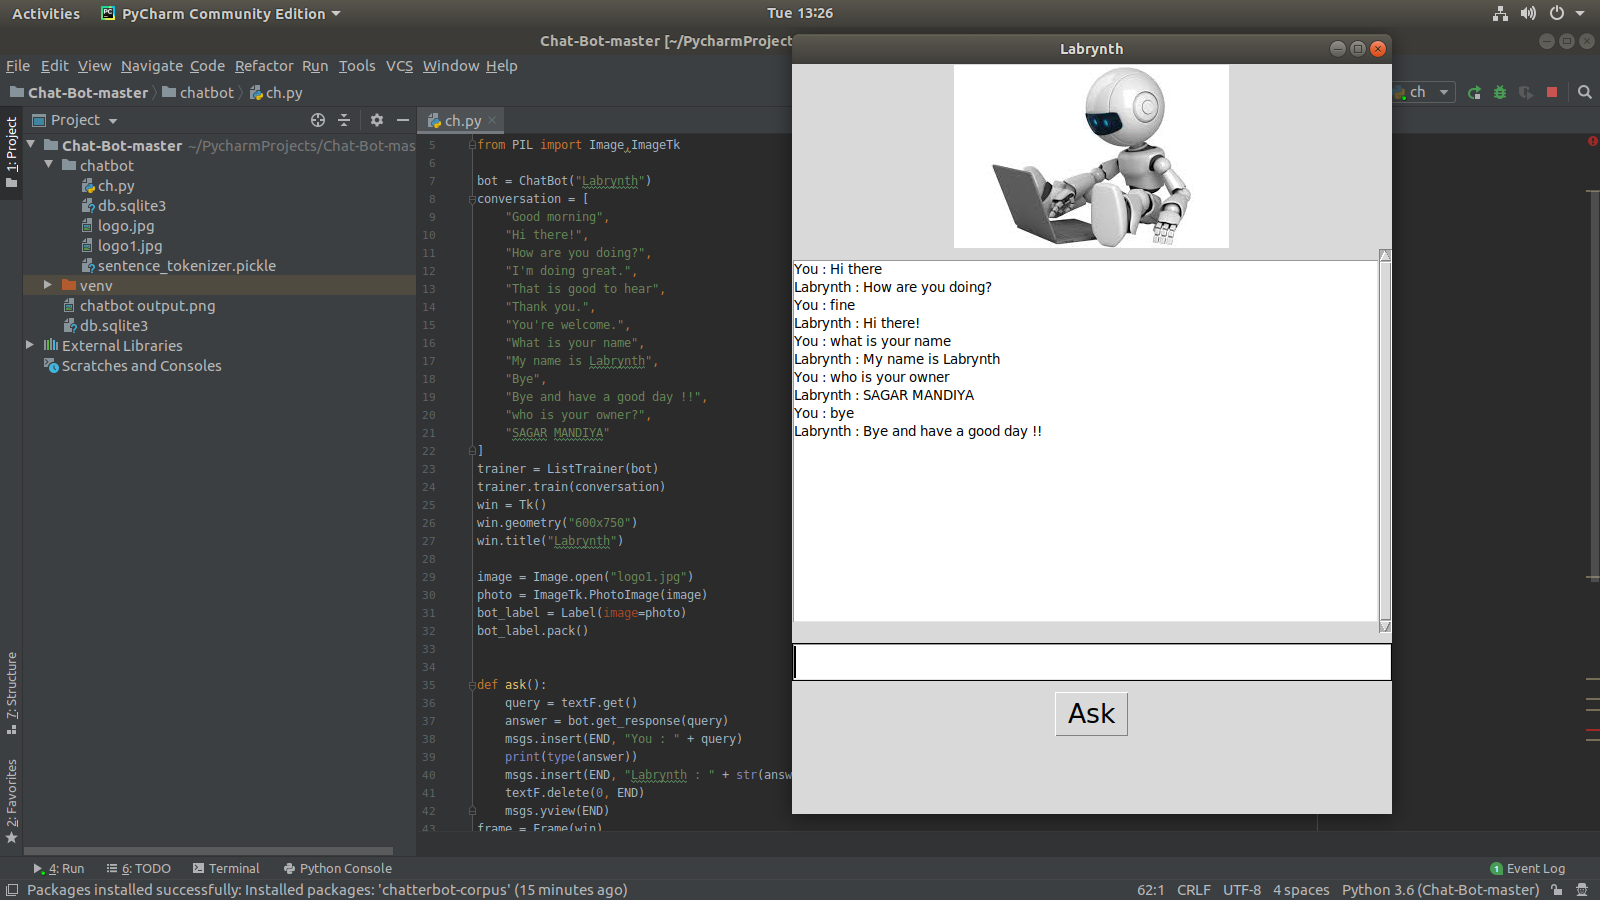 Activities PyCharm Community Edition Tue 13:26
Chat-Bot-master [~/PycharmProject
File Edit View Navigate Code Refactor Run Tools VCS Window Help
Chat-Bot-master chatbot ch.py ch
1: Project
Project
Chat-Bot-master ~/PycharmProjects/Chat-Bot-mas
chatbot
ch.py
db.sqlite3
logo.jpg
logo1.jpg
sentence_tokenizer.pickle
venv
chatbot output.png
db.sqlite3
External Libraries
Scratches and Consoles
7: Structure
2: Favorites
ch.py
5 from PIL import Image,ImageTk
6
7 bot = ChatBot("Labrynth")
8 conversation = [
9 "Good morning",
10 "Hi there!",
11 "How are you doing?",
12 "I'm doing great.",
13 "That is good to hear",
14 "Thank you.",
15 "You're welcome.",
16 "What is your name",
17 "My name is Labrynth",
18 "Bye",
19 "Bye and have a good day !!",
20 "who is your owner?",
21 "SAGAR MANDIYA"
22 ]
23 trainer = ListTrainer(bot)
24 trainer.train(conversation)
25 win = Tk()
26 win.geometry("600x750")
27 win.title("Labrynth")
28
29 image = Image.open("logo1.jpg")
30 photo = ImageTk.PhotoImage(image)
31 bot_label = Label(image=photo)
32 bot_label.pack()
33
34
35 def ask():
36 query = textF.get()
37 answer = bot.get_response(query)
38 msgs.insert(END, "You : " + query)
39 print(type(answer))
40 msgs.insert(END, "Labrynth : " + str(answ
41 textF.delete(0, END)
42 msgs.yview(END)
43 frame = Frame(win)
Labrynth
You : Hi there
Labrynth : How are you doing?
You : fine
Labrynth : Hi there!
You : what is your name
Labrynth : My name is Labrynth
You : who is your owner
Labrynth : SAGAR MANDIYA
You : bye
Labrynth : Bye and have a good day !!
Ask
4: Run 6: TODO Terminal Python Console 1 Event Log
Packages installed successfully: Installed packages: 'chatterbot-corpus' (15 minutes ago) 62:1 CRLF UTF-8 4 spaces Python 3.6 (Chat-Bot-master)